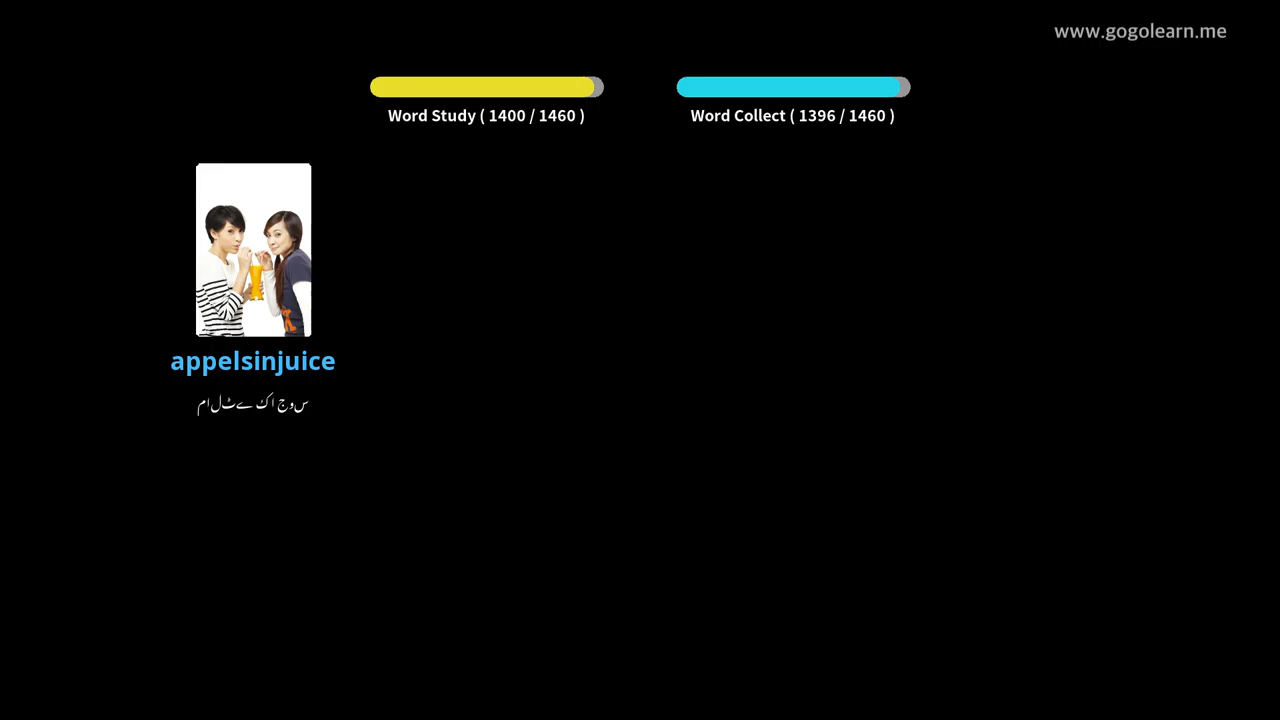 www.gogolearn.me
Word Study ( 1400 / 1460 )
Word Collect ( 1396 / 1460 )
appelsinjuice
مالٹے کا جوس